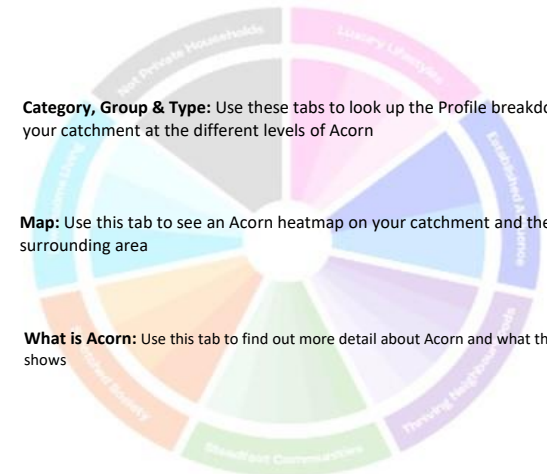 Not Private Households
Luxury Lifestyles
Category, Group & Type: Use these tabs to look up the Profile breakdo
your catchment at the different levels of Acorn
Established Affluence
Map: Use this tab to see an Acorn heatmap on your catchment and the
surrounding area
What is Acorn: Use this tab to find out more detail about Acorn and what th
shows
Thriving Neighbourhoods
Steadfast Communities